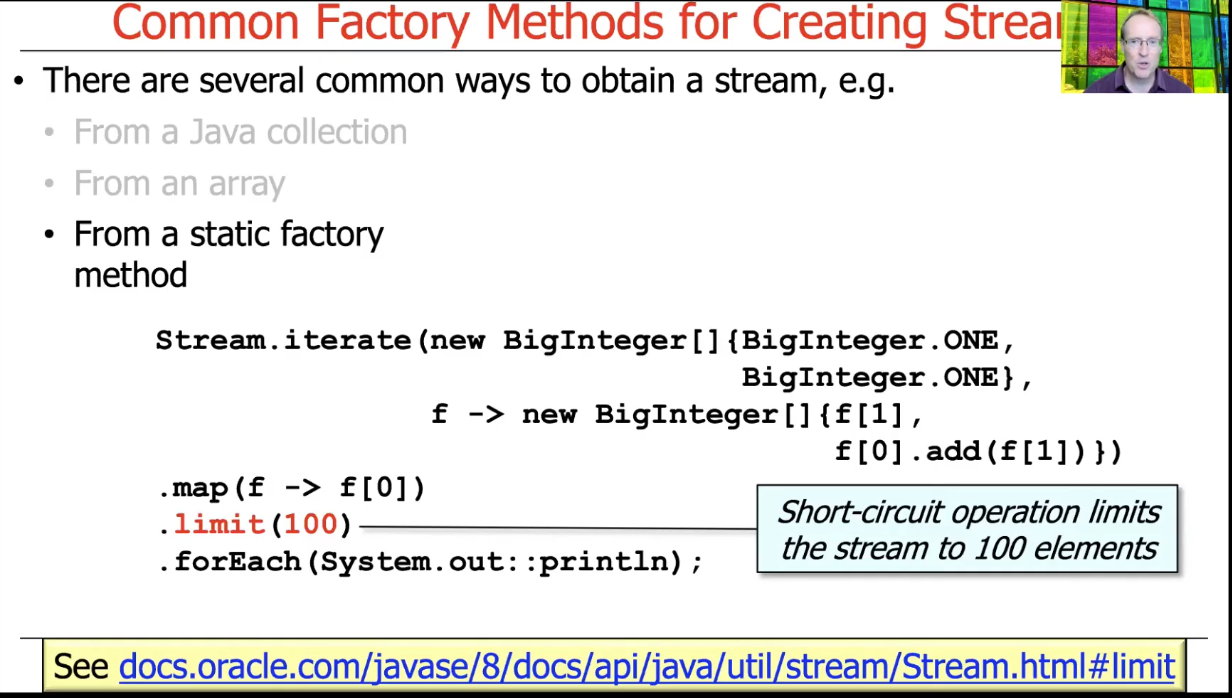 Common Factory Methods for Creating
• There are several common ways to obtain a stream, e.g.
• From a Java collection
• From an array
• From a static factory
method
Stream.iterate(new BigInteger[]{BigInteger.ONE,
BigInteger.ONE},
f -> new BigInteger[]{f[1],
f[0].add(f[1])})
.map(f -> f[0])
.limit(100)
.forEach(System.out::println);
Short-circuit operation limits
the stream to 100 elements
See docs.oracle.com/javase/8/docs/api/java/util/stream/Stream.html#limit